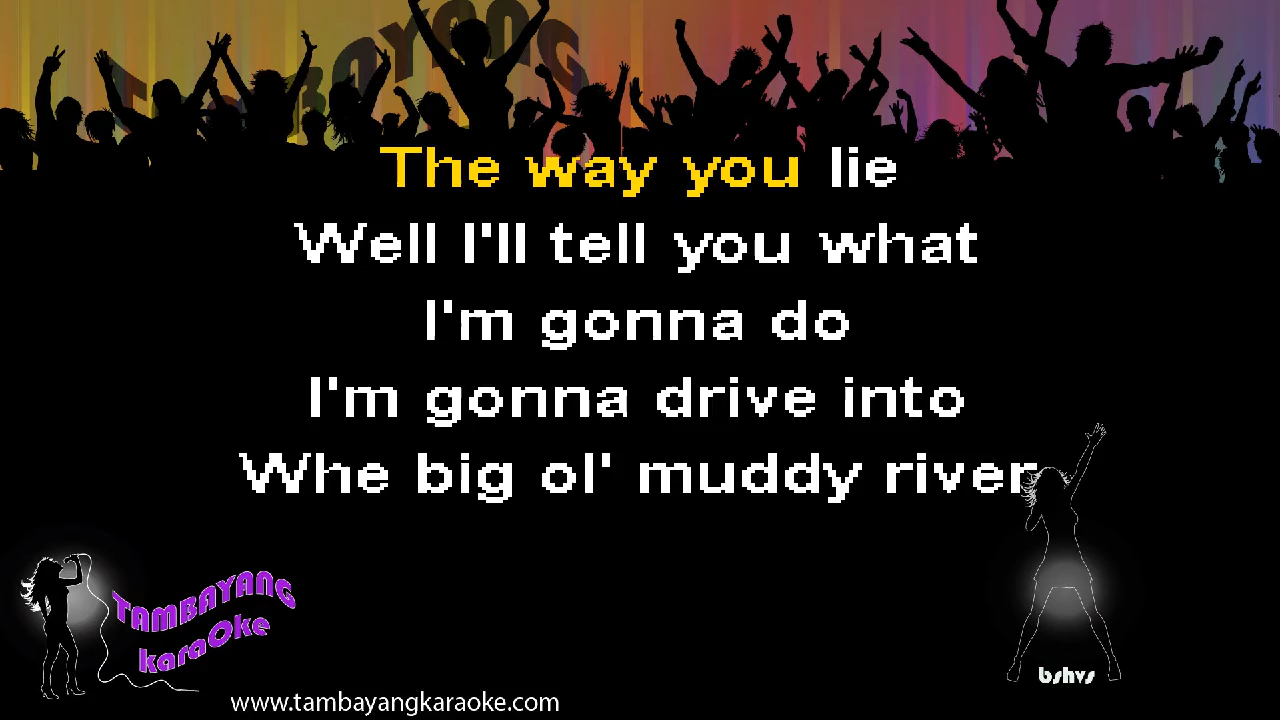 TAMBAYANG
The way you lie
Well I'll tell you what
I'm gonna do
I'm gonna drive into
Whe big ol' muddy river
TAMBAYANG
karaOke
bshvs
www.tambayangkaraoke.com